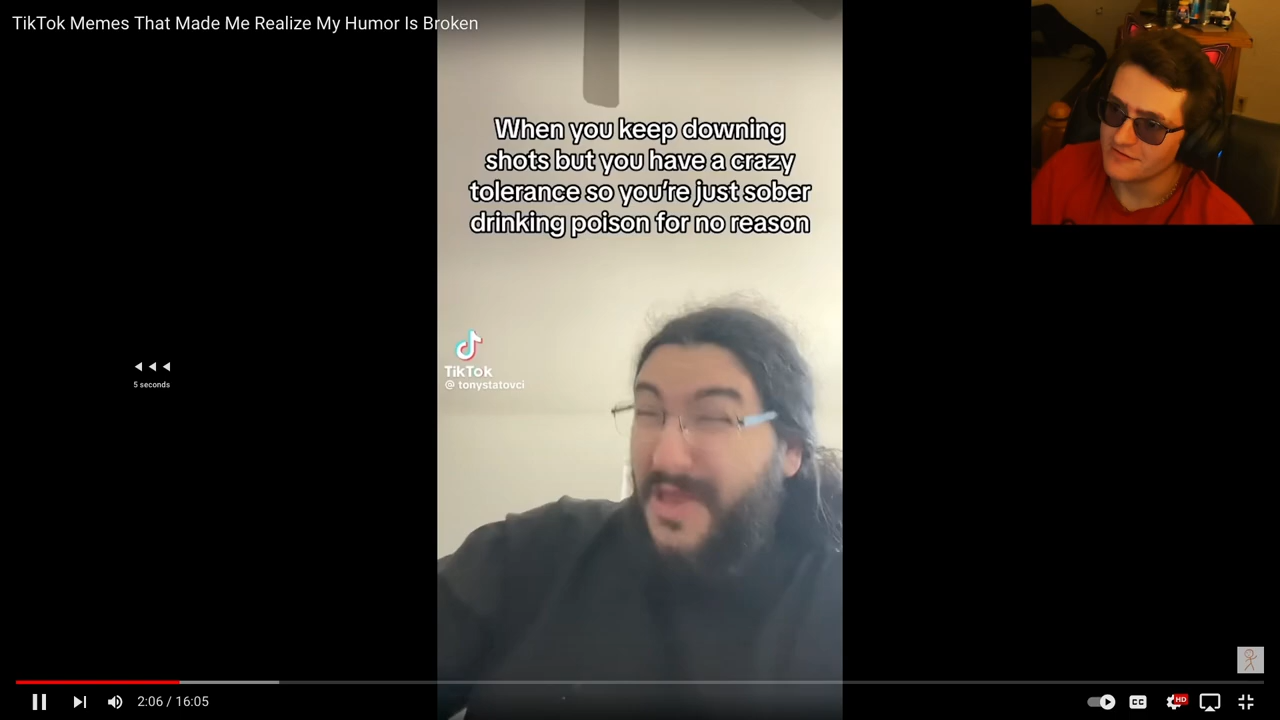 TikTok Memes That Made Me Realize My Humor Is Broken
When you keep downing
shots but you have a crazy
tolerance so you're just sober
drinking poison for no reason
TikTok
@ tonystatovci
5 seconds
2:06 / 16:05
CC
HD